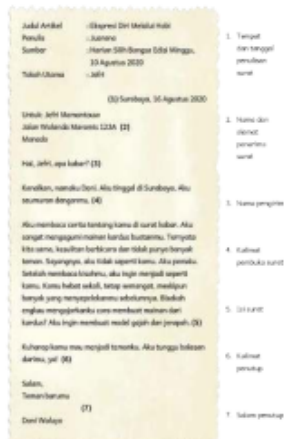 Judul Artikel : Ekspresi Diri Melalui Hobi
Penulis : Juarano
Sumber : Harian Silih Bangsa Edisi Minggu,
10 Agustus 2020
Tokoh Utama : Jefri
(1) Surabaya, 16 Agustus 2020
Untuk: Jefri Mamentosan
Jalan Wolanda Maramis 123A (2)
Manado
Hai, Jefri, apa kabar? (3)
Kenalkan, namaku Doni. Aku tinggal di Surabaya. Aku
seumuran denganmu. (4)
Aku membaca cerita tentang kamu di surat kabar. Aku
sangat mengagumi mainan kardus buatanmu. Ternyata
kita sama, kesulitan berbicara dan tidak punya banyak
teman. Sayangnya, aku tidak seperti kamu. Aku pemalu.
Setelah membaca kisahmu, aku ingin menjadi seperti
kamu. Kamu hebat sekali, tetap semangat, meskipun
banyak yang menyepelekanmu sebelumnya. Bisakah
engkau mengajarkanku cara membuat mainan dari
kardus? Aku ingin membuat model gajah dan jerapah. (5)
Kuharap kamu mau menjadi temanku. Aku tunggu balasan
darimu, ya! (6)
Salam,
Teman barumu
(7)
Doni Waluyo
1. Tempat
dan tanggal
penulisan
surat
2. Nama dan
alamat
penerima
surat
3. Nama pengirim
4. Kalimat
pembuka surat
5. Isi surat
6. Kalimat
penutup
7. Salam penutup